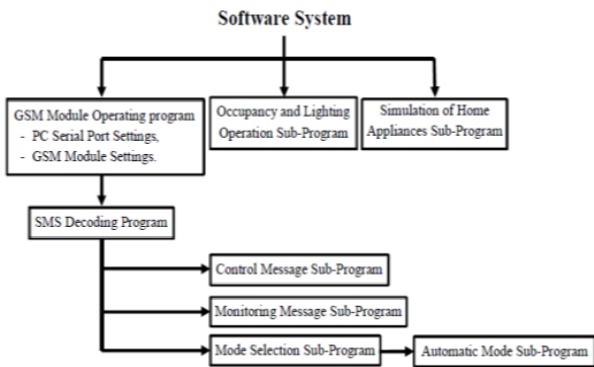 Software System
GSM Module Operating program
- PC Serial Port Settings,
- GSM Module Settings.
Occupancy and Lighting
Operation Sub-Program
Simulation of Home
Appliances Sub-Program
SMS Decoding Program
Control Message Sub-Program
Monitoring Message Sub-Program
Mode Selection Sub-Program
Automatic Mode Sub-Program